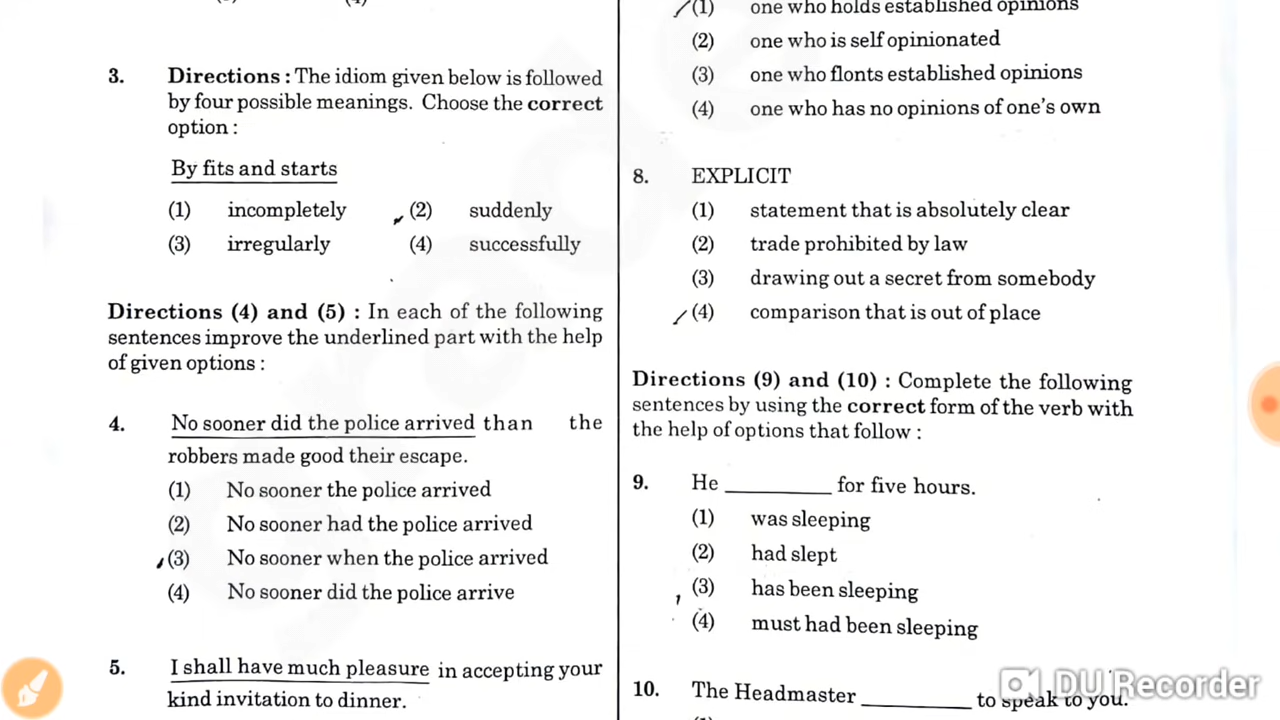 3. Directions : The idiom given below is followed
by four possible meanings. Choose the correct
option :
By fits and starts
(1) incompletely (2) suddenly
(3) irregularly (4) successfully
Directions (4) and (5) : In each of the following
sentences improve the underlined part with the help
of given options :
4. No sooner did the police arrived than the
robbers made good their escape.
(1) No sooner the police arrived
(2) No sooner had the police arrived
(3) No sooner when the police arrived
(4) No sooner did the police arrive
5. I shall have much pleasure in accepting your
kind invitation to dinner.
(1) one who holds established opinions
(2) one who is self opinionated
(3) one who flonts established opinions
(4) one who has no opinions of one's own
8. EXPLICIT
(1) statement that is absolutely clear
(2) trade prohibited by law
(3) drawing out a secret from somebody
(4) comparison that is out of place
Directions (9) and (10) : Complete the following
sentences by using the correct form of the verb with
the help of options that follow :
9. He ________ for five hours.
(1) was sleeping
(2) had slept
(3) has been sleeping
(4) must had been sleeping
10. The Headmaster ________ to speak to you.
DU Recorder